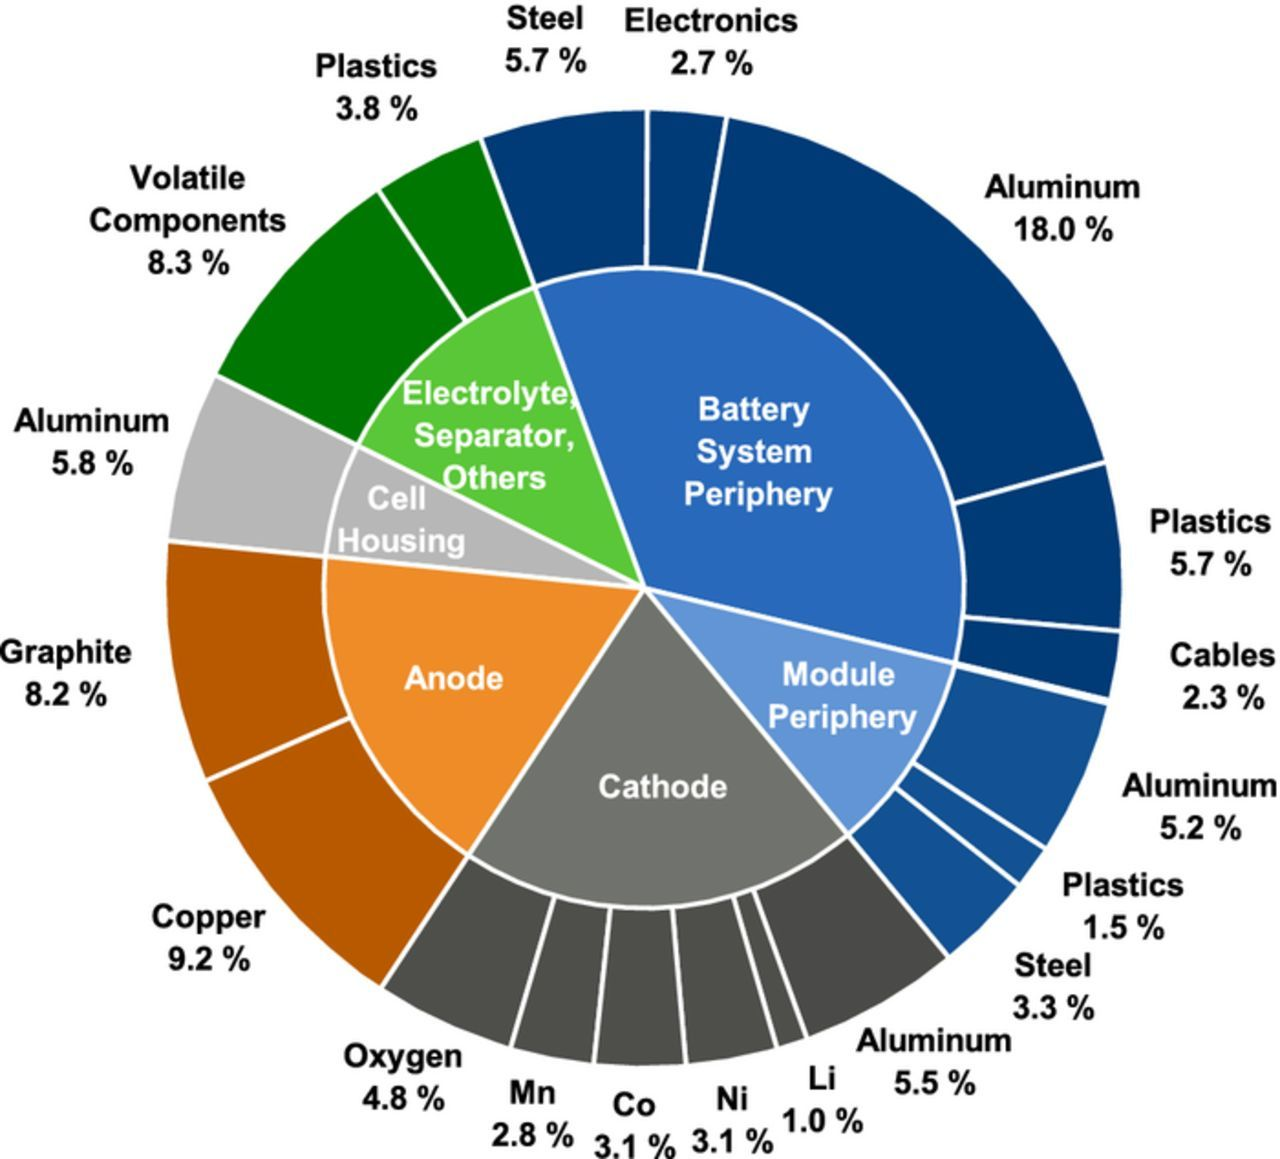 Steel
5.7 %
Electronics
2.7 %
Aluminum
18.0 %
Plastics
5.7 %
Cables
2.3 %
Aluminum
5.2 %
Plastics
1.5 %
Steel
3.3 %
Aluminum
5.5 %
Li
1.0 %
Ni
3.1 %
Co
3.1 %
Mn
2.8 %
Oxygen
4.8 %
Copper
9.2 %
Graphite
8.2 %
Aluminum
5.8 %
Volatile
Components
8.3 %
Plastics
3.8 %
Battery
System
Periphery
Module
Periphery
Cathode
Anode
Cell
Housing
Electrolyte,
Separator,
Others